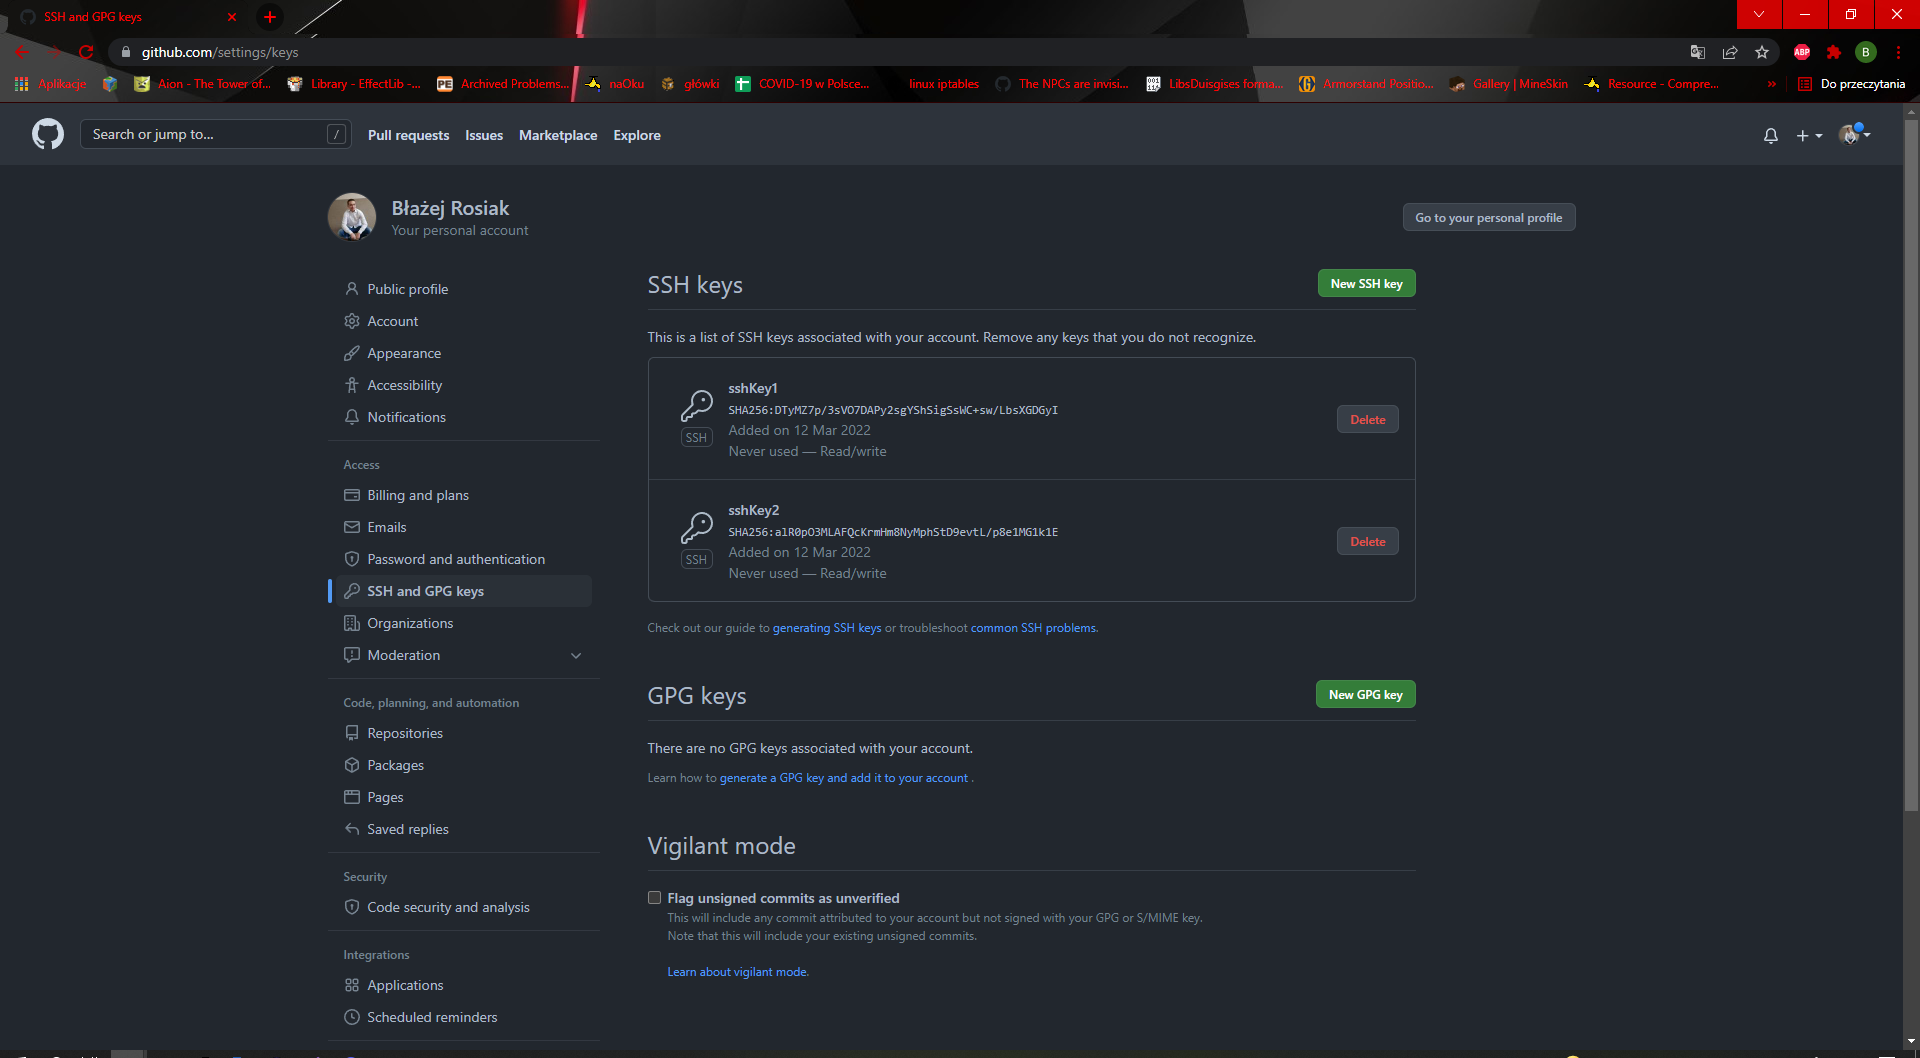 SSH and GPG keys
github.com/settings/keys
ABP
B
Aplikacje
Aion - The Tower of...
Library - EffectLib -...
PE
Archived Problems...
naOku
główki
COVID-19 w Polsce...
linux iptables
The NPCs are invisi...
LibsDuisgises forma...
Armorstand Positio...
Gallery | MineSkin
Resource - Compre...
»
Do przeczytania
Search or jump to...
/
Pull requests
Issues
Marketplace
Explore
Błażej Rosiak
Your personal account
Go to your personal profile
Public profile
Account
Appearance
Accessibility
Notifications
Access
Billing and plans
Emails
Password and authentication
SSH and GPG keys
Organizations
Moderation
Code, planning, and automation
Repositories
Packages
Pages
Saved replies
Security
Code security and analysis
Integrations
Applications
Scheduled reminders
SSH keys
New SSH key
This is a list of SSH keys associated with your account. Remove any keys that you do not recognize.
sshKey1
SHA256:DTyMZ7p/3sVO7DAPy2sgYShSigSsWC+sw/LbsXGDGyI
SSH
Added on 12 Mar 2022
Never used — Read/write
Delete
sshKey2
SHA256:alR0pO3MLAFQcKrmHm8NyMphStD9evtL/p8e1MG1k1E
SSH
Added on 12 Mar 2022
Never used — Read/write
Delete
Check out our guide to generating SSH keys or troubleshoot common SSH problems.
GPG keys
New GPG key
There are no GPG keys associated with your account.
Learn how to generate a GPG key and add it to your account .
Vigilant mode
Flag unsigned commits as unverified
This will include any commit attributed to your account but not signed with your GPG or S/MIME key.
Note that this will include your existing unsigned commits.
Learn about vigilant mode.